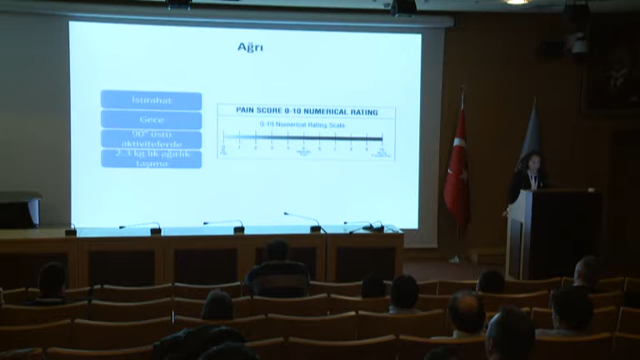 Ağrı
İstirahat
Gece
90° üstü
aktivitelerde
2-3 kg lık ağırlık
taşıma
PAIN SCORE 0-10 NUMERICAL RATING
0-10 Numerical Rating Scale